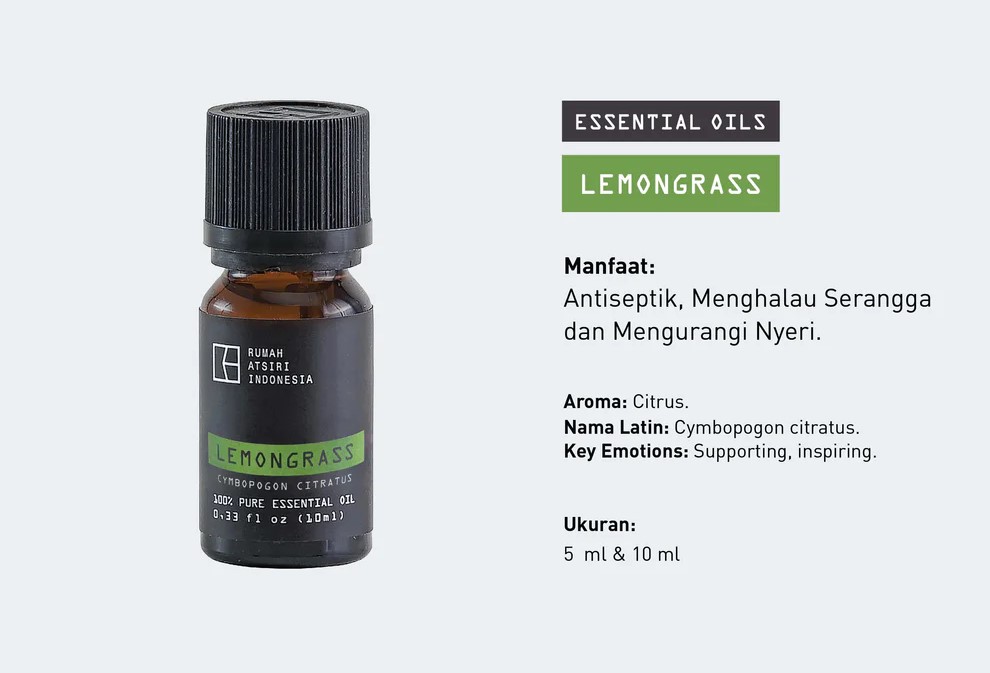 RUMAH
ATSIRI
INDONESIA
LEMONGRASS
CYMBOPOGON CITRATUS
100% PURE ESSENTIAL OIL
0,33 fl oz (10ml)
ESSENTIAL OILS
LEMONGRASS
Manfaat:
Antiseptik, Menghalau Serangga
dan Mengurangi Nyeri.
Aroma: Citrus.
Nama Latin: Cymbopogon citratus.
Key Emotions: Supporting, inspiring.
Ukuran:
5 ml & 10 ml